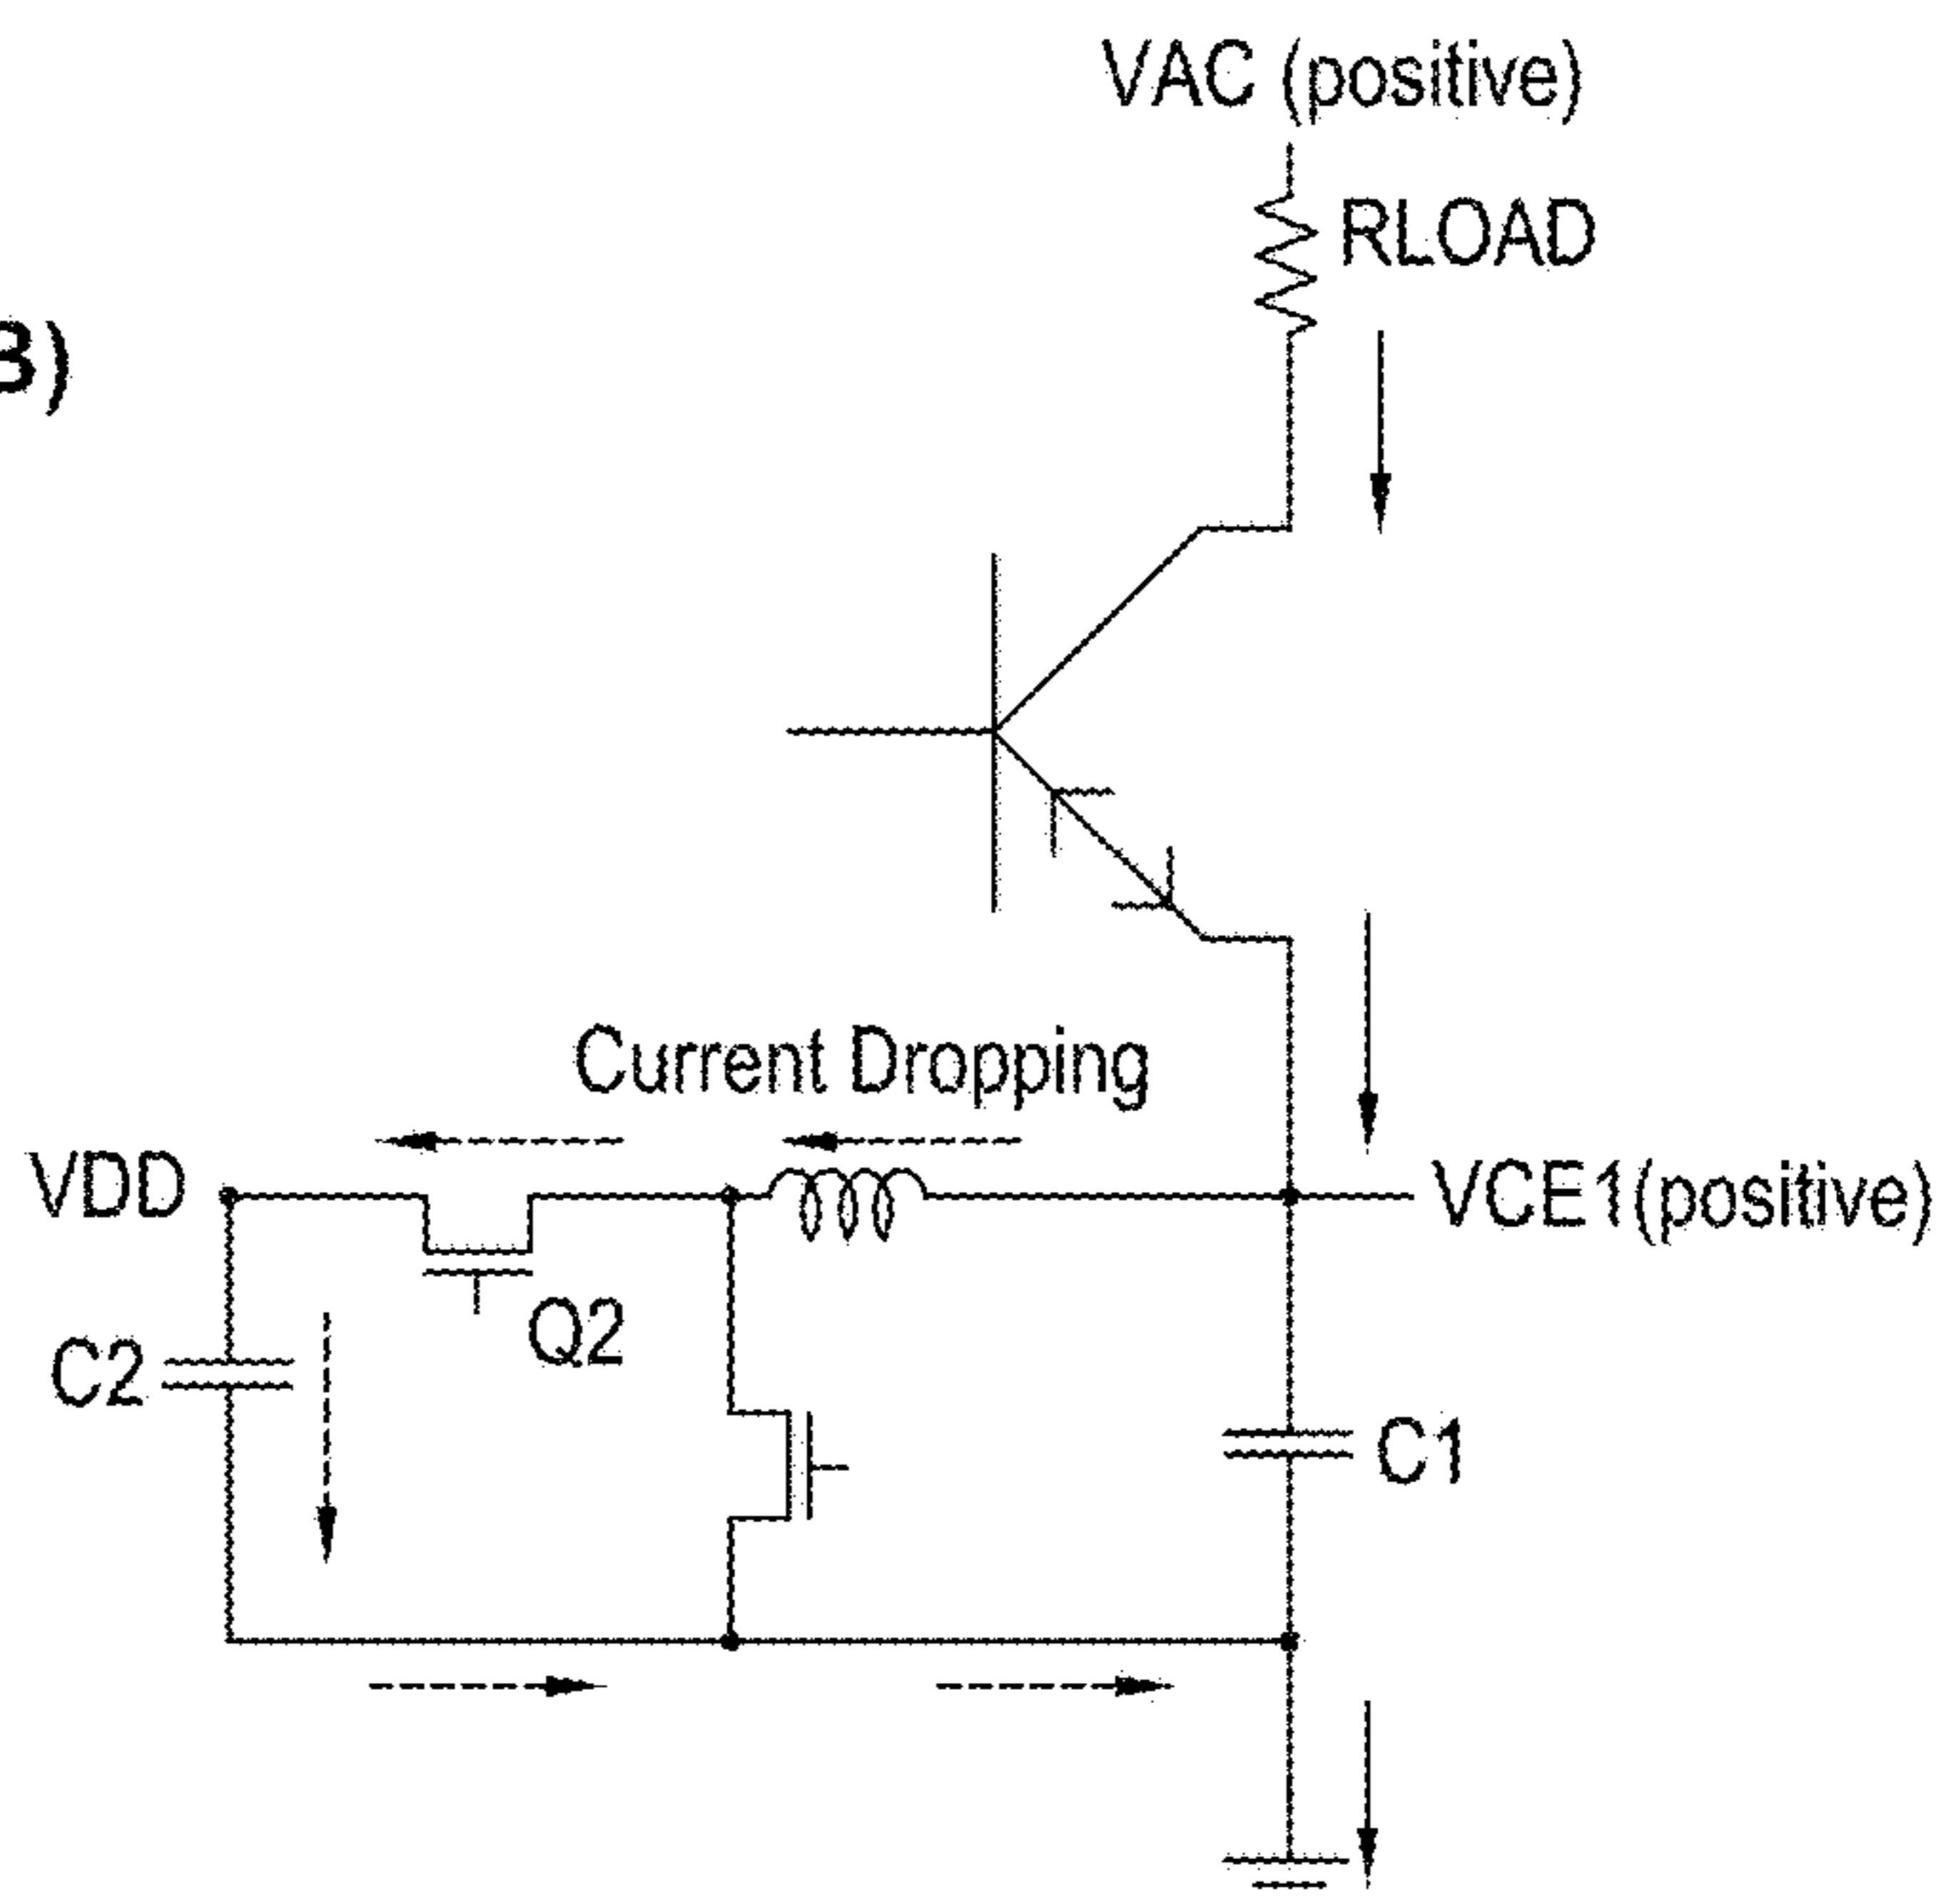 VAC (positive)
RLOAD
B)
Current Dropping
VDD
VCE1(positive)
Q2
C2
C1